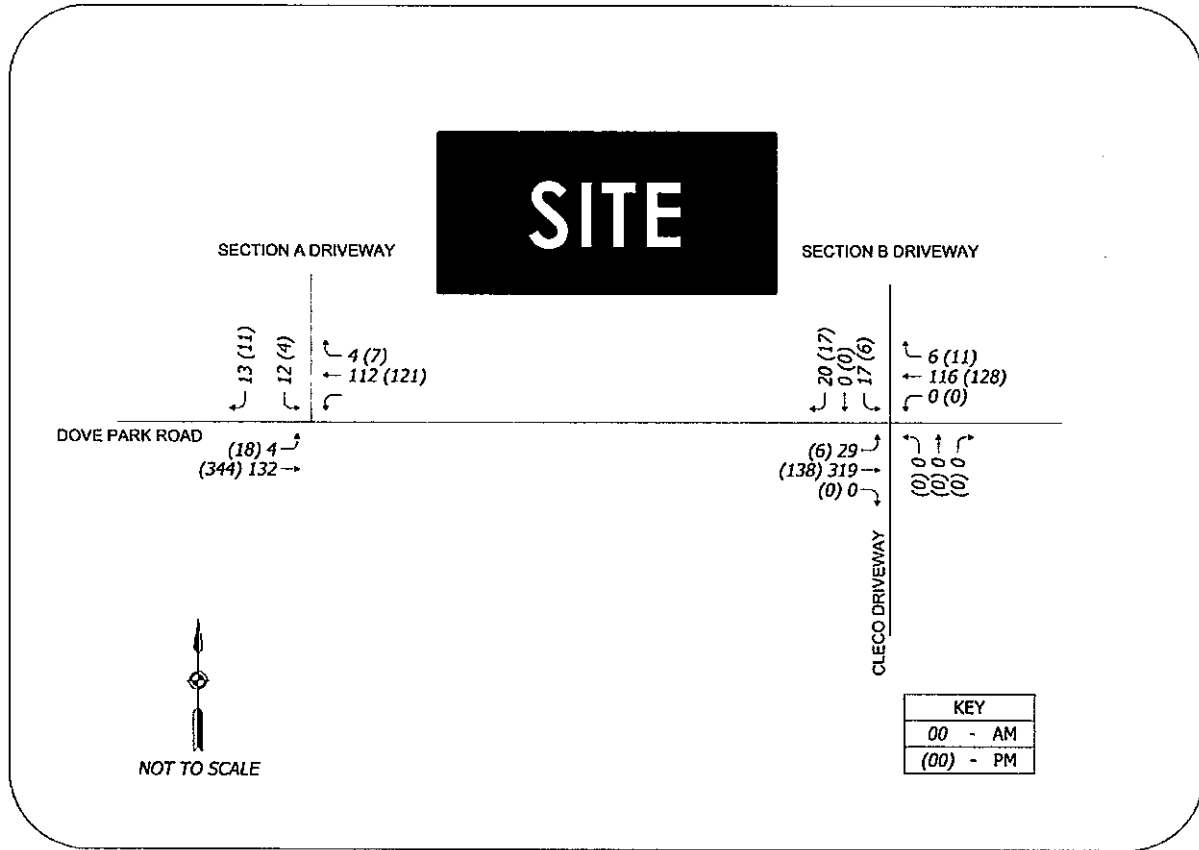 SITE
SECTION A DRIVEWAY
SECTION B DRIVEWAY
13 (11)
12 (4)
4 (7)
112 (121)
20 (17)
0 (0)
17 (6)
6 (11)
116 (128)
0 (0)
DOVE PARK ROAD
(18) 4
(344) 132
(6) 29
(138) 319
(0) 0
(0) 0
(0) 0
(0) 0
CLECO DRIVEWAY
NOT TO SCALE
KEY
00 - AM
(00) - PM